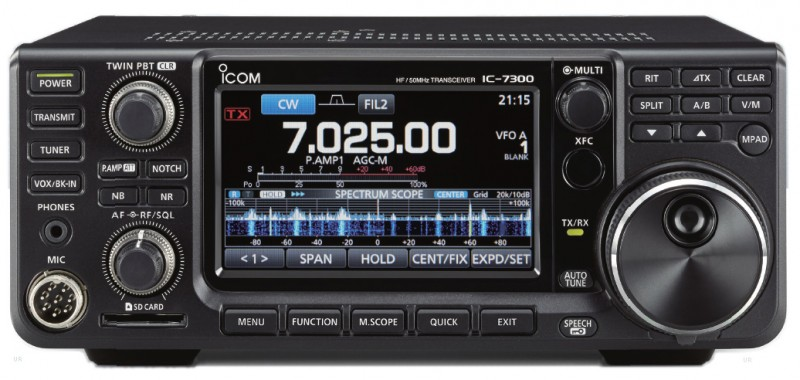 TWIN PBT CLR
POWER
TRANSMIT
TUNER
VOX/BK-IN
P.AMP ATT
NOTCH
NB
NR
PHONES
AF RF/SQL
MIC
SD CARD
ICOM
HF / 50MHz TRANSCEIVER IC-7300
CW FIL2 21:15
TX
7.025.00
VFO A
1
BLANK
P.AMP1 AGC-M
S 1 3 5 7 9 +20 +40 +60dB
Po 0 25 50 100%
R T HOLD SPECTRUM SCOPE CENTER Grid 20k/10dB
-100k +100k
-80 -60 -40 -20 0 +20 +40 +60 +80
< 1 > SPAN HOLD CENT/FIX EXPD/SET
MENU FUNCTION M.SCOPE QUICK EXIT
MULTI
XFC
TX/RX
AUTO
TUNE
SPEECH
RIT ΔTX CLEAR
SPLIT A/B V/M
MPAD